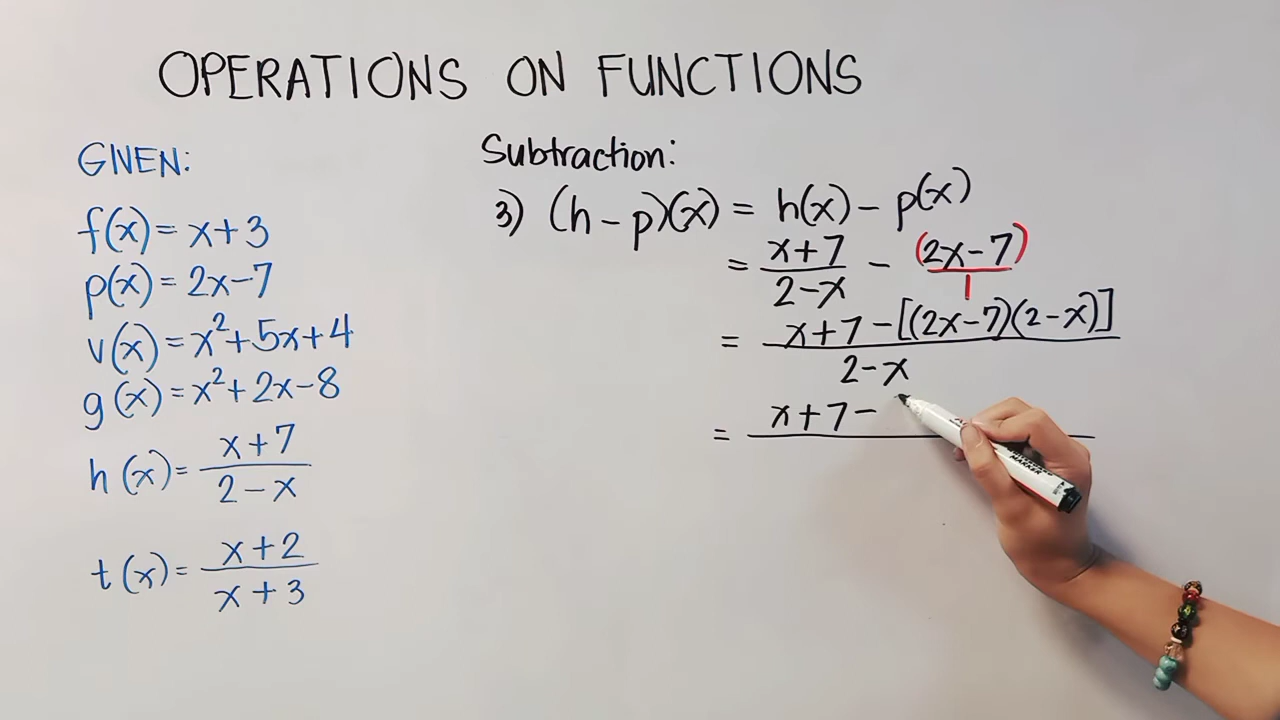 OPERATIONS ON FUNCTIONS
GIVEN:
f(x) = x+3
p(x) = 2x-7
v(x) = x²+5x+4
g(x) = x²+2x-8
h(x) = x+7
2-x
t(x) = x+2
x+3
Subtraction:
3) (h-p)(x) = h(x) - p(x)
= x+7 - (2x-7)
2-x 1
= x+7-[(2x-7)(2-x)]
2-x
= x+7-
MARKER